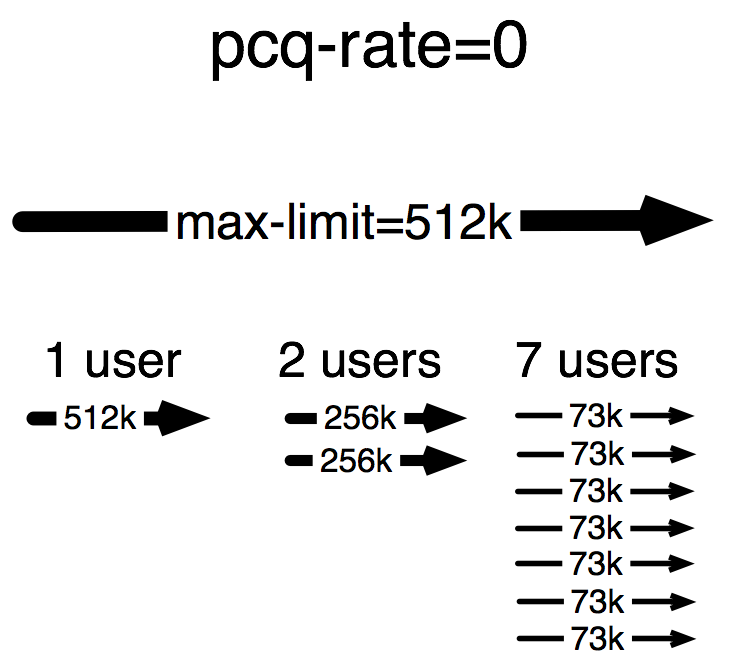 pcq-rate=0
max-limit=512k
1 user
512k
2 users
256k
256k
7 users
73k
73k
73k
73k
73k
73k
73k